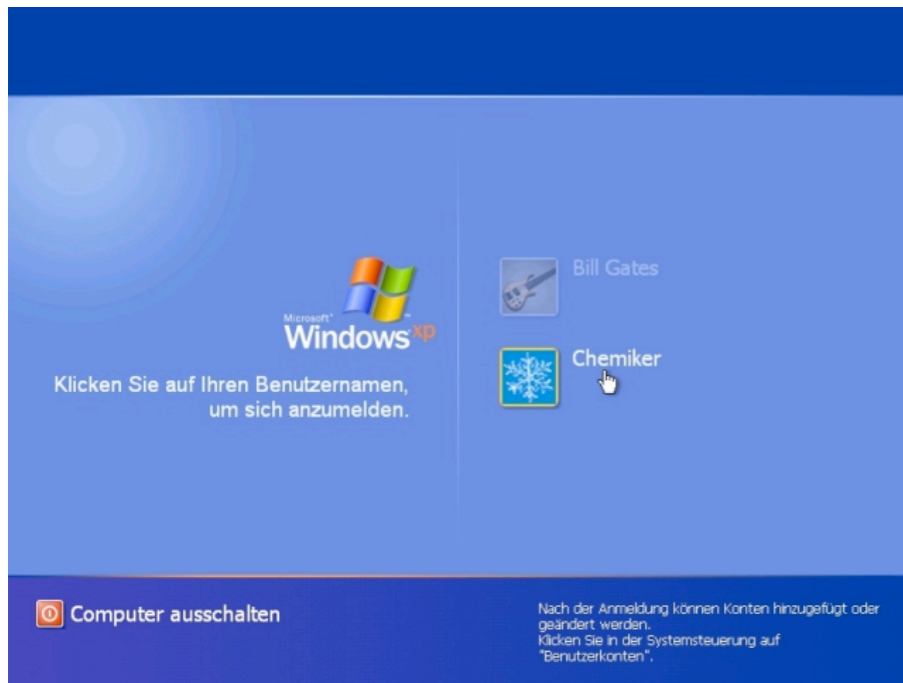 Microsoft®
Windows xp
Klicken Sie auf Ihren Benutzernamen,
um sich anzumelden.
Bill Gates
Chemiker
Computer ausschalten
Nach der Anmeldung können Konten hinzugefügt oder
geändert werden.
Klicken Sie in der Systemsteuerung auf
"Benutzerkonten".